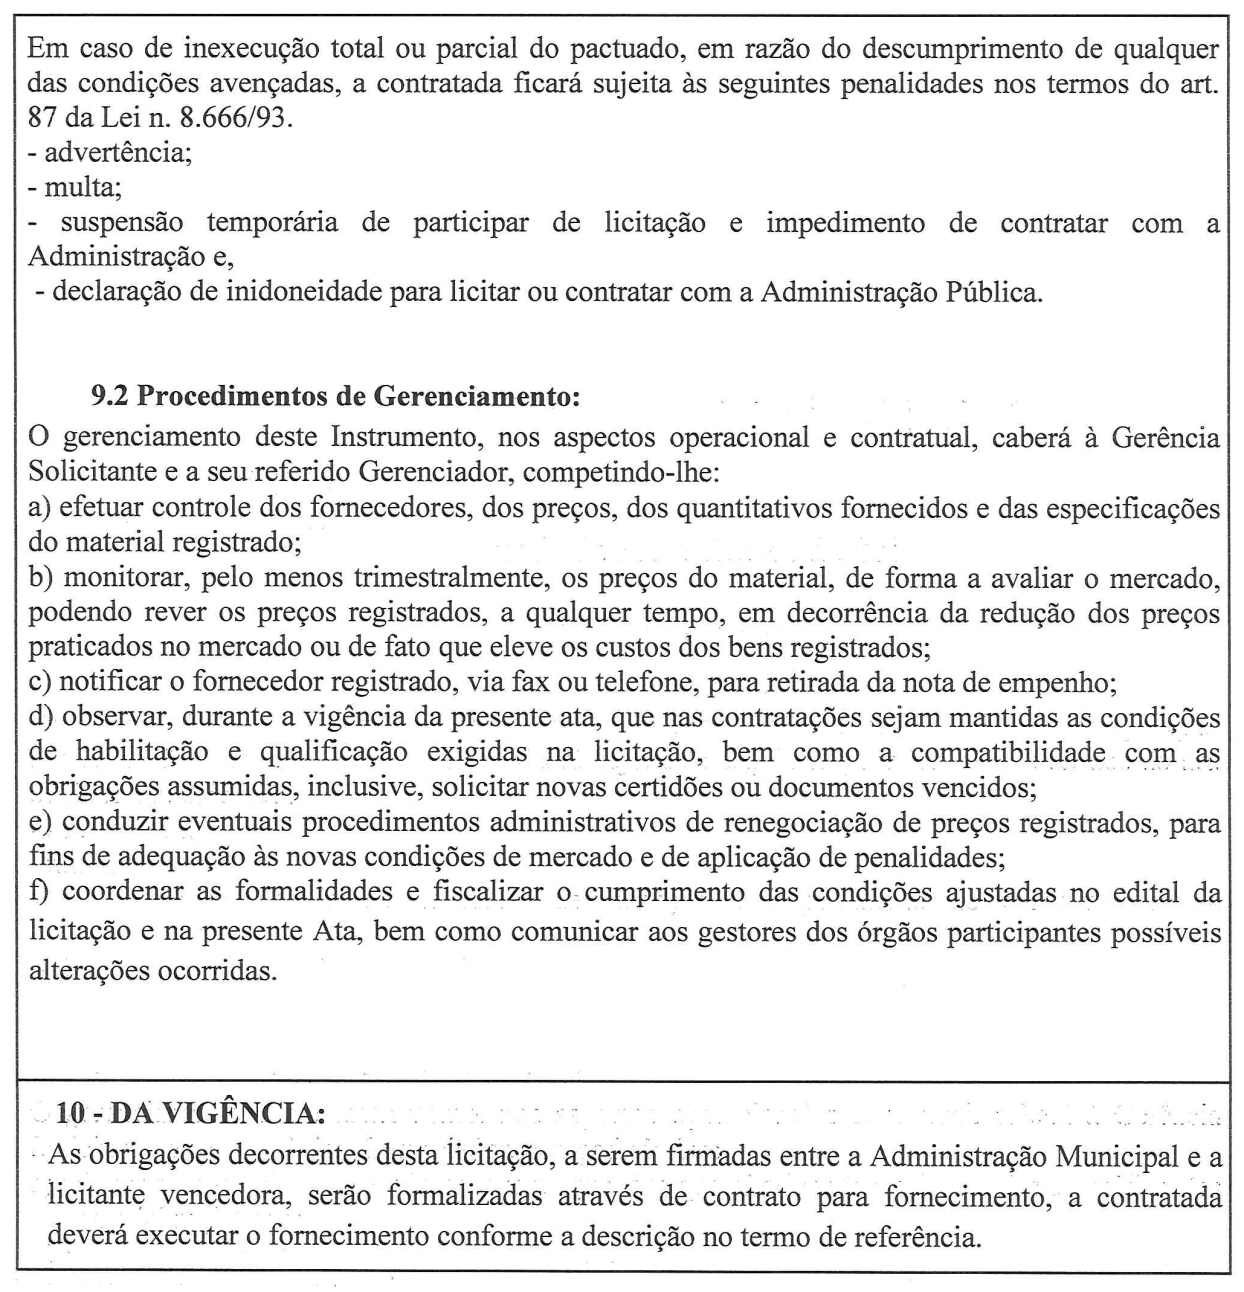 Em caso de inexecução total ou parcial do pactuado, em razão do descumprimento de qualquer
das condições avençadas, a contratada ficará sujeita às seguintes penalidades nos termos do art.
87 da Lei n. 8.666/93.
- advertência;
- multa;
- suspensão temporária de participar de licitação e impedimento de contratar com a
Administração e,
- declaração de inidoneidade para licitar ou contratar com a Administração Pública.
9.2 Procedimentos de Gerenciamento:
O gerenciamento deste Instrumento, nos aspectos operacional e contratual, caberá à Gerência
Solicitante e a seu referido Gerenciador, competindo-lhe:
a) efetuar controle dos fornecedores, dos preços, dos quantitativos fornecidos e das especificações
do material registrado;
b) monitorar, pelo menos trimestralmente, os preços do material, de forma a avaliar o mercado,
podendo rever os preços registrados, a qualquer tempo, em decorrência da redução dos preços
praticados no mercado ou de fato que eleve os custos dos bens registrados;
c) notificar o fornecedor registrado, via fax ou telefone, para retirada da nota de empenho;
d) observar, durante a vigência da presente ata, que nas contratações sejam mantidas as condições
de habilitação e qualificação exigidas na licitação, bem como a compatibilidade com as
obrigações assumidas, inclusive, solicitar novas certidões ou documentos vencidos;
e) conduzir eventuais procedimentos administrativos de renegociação de preços registrados, para
fins de adequação às novas condições de mercado e de aplicação de penalidades;
f) coordenar as formalidades e fiscalizar o cumprimento das condições ajustadas no edital da
licitação e na presente Ata, bem como comunicar aos gestores dos órgãos participantes possíveis
alterações ocorridas.
10 - DA VIGÊNCIA:
As obrigações decorrentes desta licitação, a serem firmadas entre a Administração Municipal e a
licitante vencedora, serão formalizadas através de contrato para fornecimento, a contratada
deverá executar o fornecimento conforme a descrição no termo de referência.